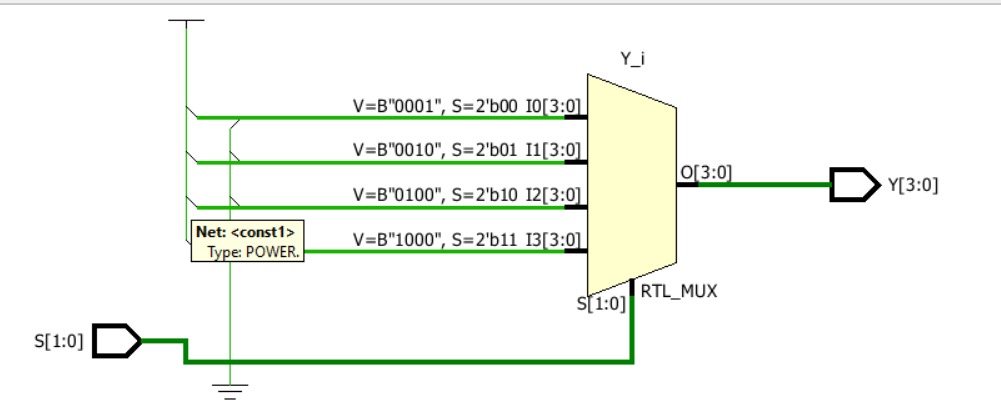 Y_i
V=B"0001", S=2'b00 I0[3:0]
V=B"0010", S=2'b01 I1[3:0]
O[3:0]
Y[3:0]
V=B"0100", S=2'b10 I2[3:0]
Net: <const1>
Type: POWER.
V=B"1000", S=2'b11 I3[3:0]
S[1:0]
RTL_MUX
S[1:0]